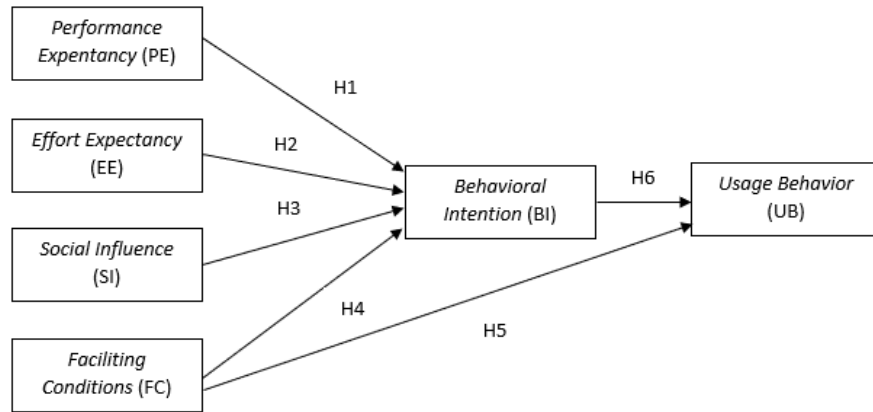 Performance
Expentancy (PE)
H1
Effort Expectancy
(EE)
H2
H3
Behavioral
Intention (BI)
H6
Usage Behavior
(UB)
Social Influence
(SI)
H4
H5
Faciliting
Conditions (FC)